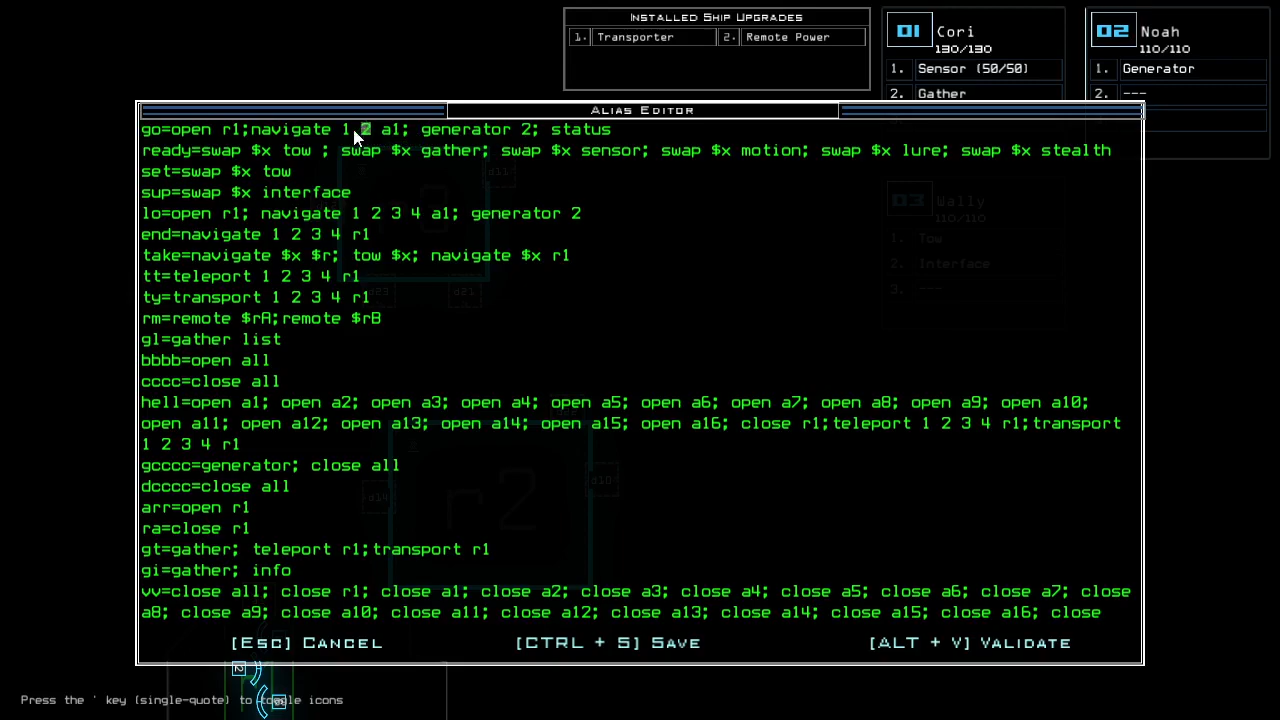 Installed Ship Upgrades
1. Transporter 2. Remote Power
01 Cori
130/130
1. Sensor (50/50)
2. Gather
02 Noah
110/110
1. Generator
2. ---
Alias Editor
go=open r1;navigate 1 2 a1; generator 2; status
ready=swap $x tow ; swap $x gather; swap $x sensor; swap $x motion; swap $x lure; swap $x stealth
set=swap $x tow
sup=swap $x interface
lo=open r1; navigate 1 2 3 4 a1; generator 2
end=navigate 1 2 3 4 r1
take=navigate $x $r; tow $x; navigate $x r1
tt=teleport 1 2 3 4 r1
ty=transport 1 2 3 4 r1
rm=remote $rA;remote $rB
gl=gather list
bbbb=open all
cccc=close all
hell=open a1; open a2; open a3; open a4; open a5; open a6; open a7; open a8; open a9; open a10;
open a11; open a12; open a13; open a14; open a15; open a16; close r1;teleport 1 2 3 4 r1;transport
1 2 3 4 r1
gcccc=generator; close all
dcccc=close all
arr=open r1
ra=close r1
gt=gather; teleport r1;transport r1
gi=gather; info
vv=close all; close r1; close a1; close a2; close a3; close a4; close a5; close a6; close a7; close
a8; close a9; close a10; close a11; close a12; close a13; close a14; close a15; close a16; close
[Esc] Cancel [CTRL + S] Save [ALT + V] Validate
03 Wally
110/110
1. Tow
2. Interface
3. ---
r2
d14
d10
Press the ' key (single-quote) to toggle icons